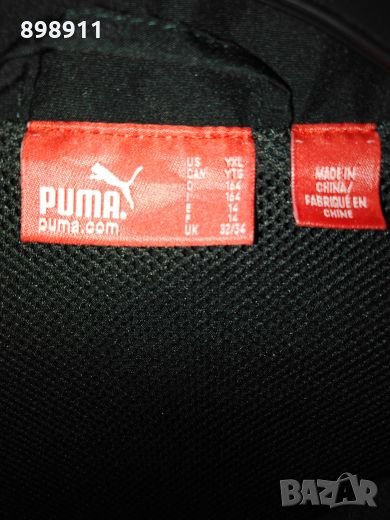 898911
PUMA.
puma.com
US YXL
CAN YTG
D 164
I 164
E 14
F 14
UK 32/34
MADE IN
CHINA/
FABRIQUÉ EN
CHINE
BAZAR